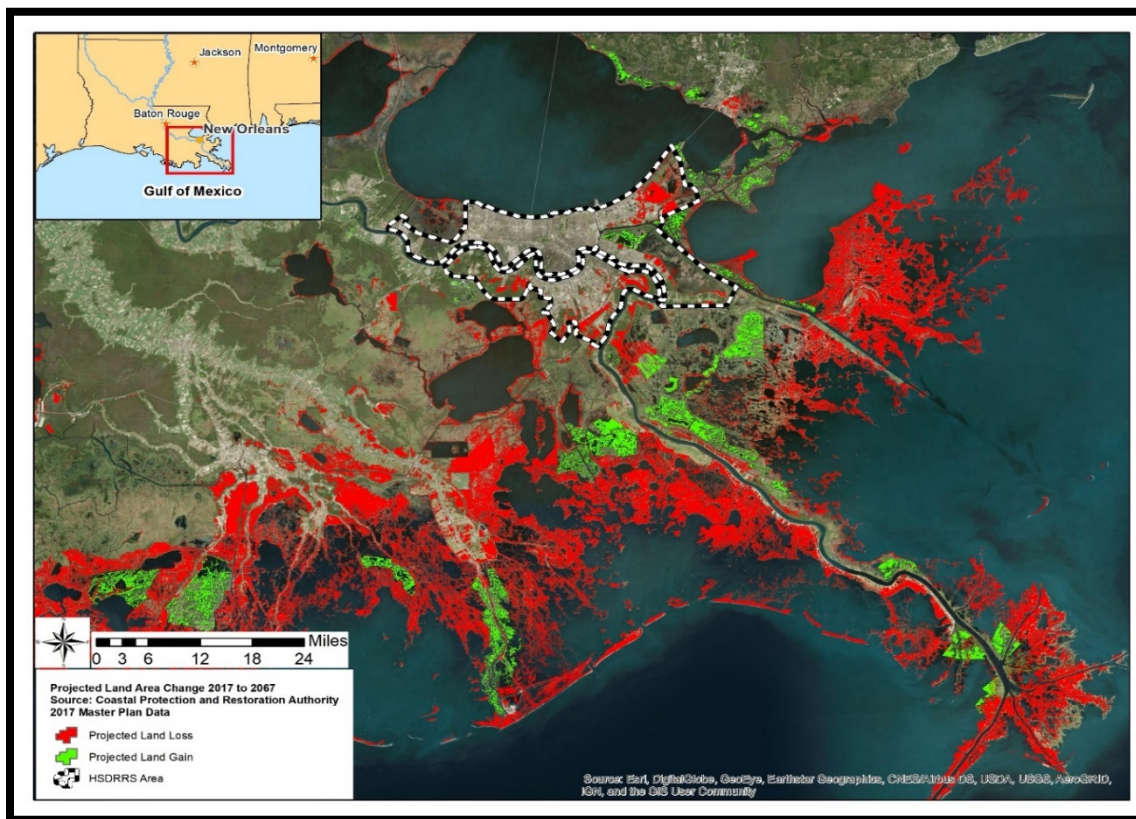 Jackson
Montgomery
Baton Rouge
New Orleans
Gulf of Mexico
Miles
0 3 6 12 18 24
Projected Land Area Change 2017 to 2067
Source: Coastal Protection and Restoration Authority
2017 Master Plan Data
Projected Land Loss
Projected Land Gain
HSDRRS Area
Source: Esri, DigitalGlobe, GeoEye, Earthstar Geographics, CNES/Airbus DS, USDA, USGS, AeroGRID,
IGN, and the GIS User Community